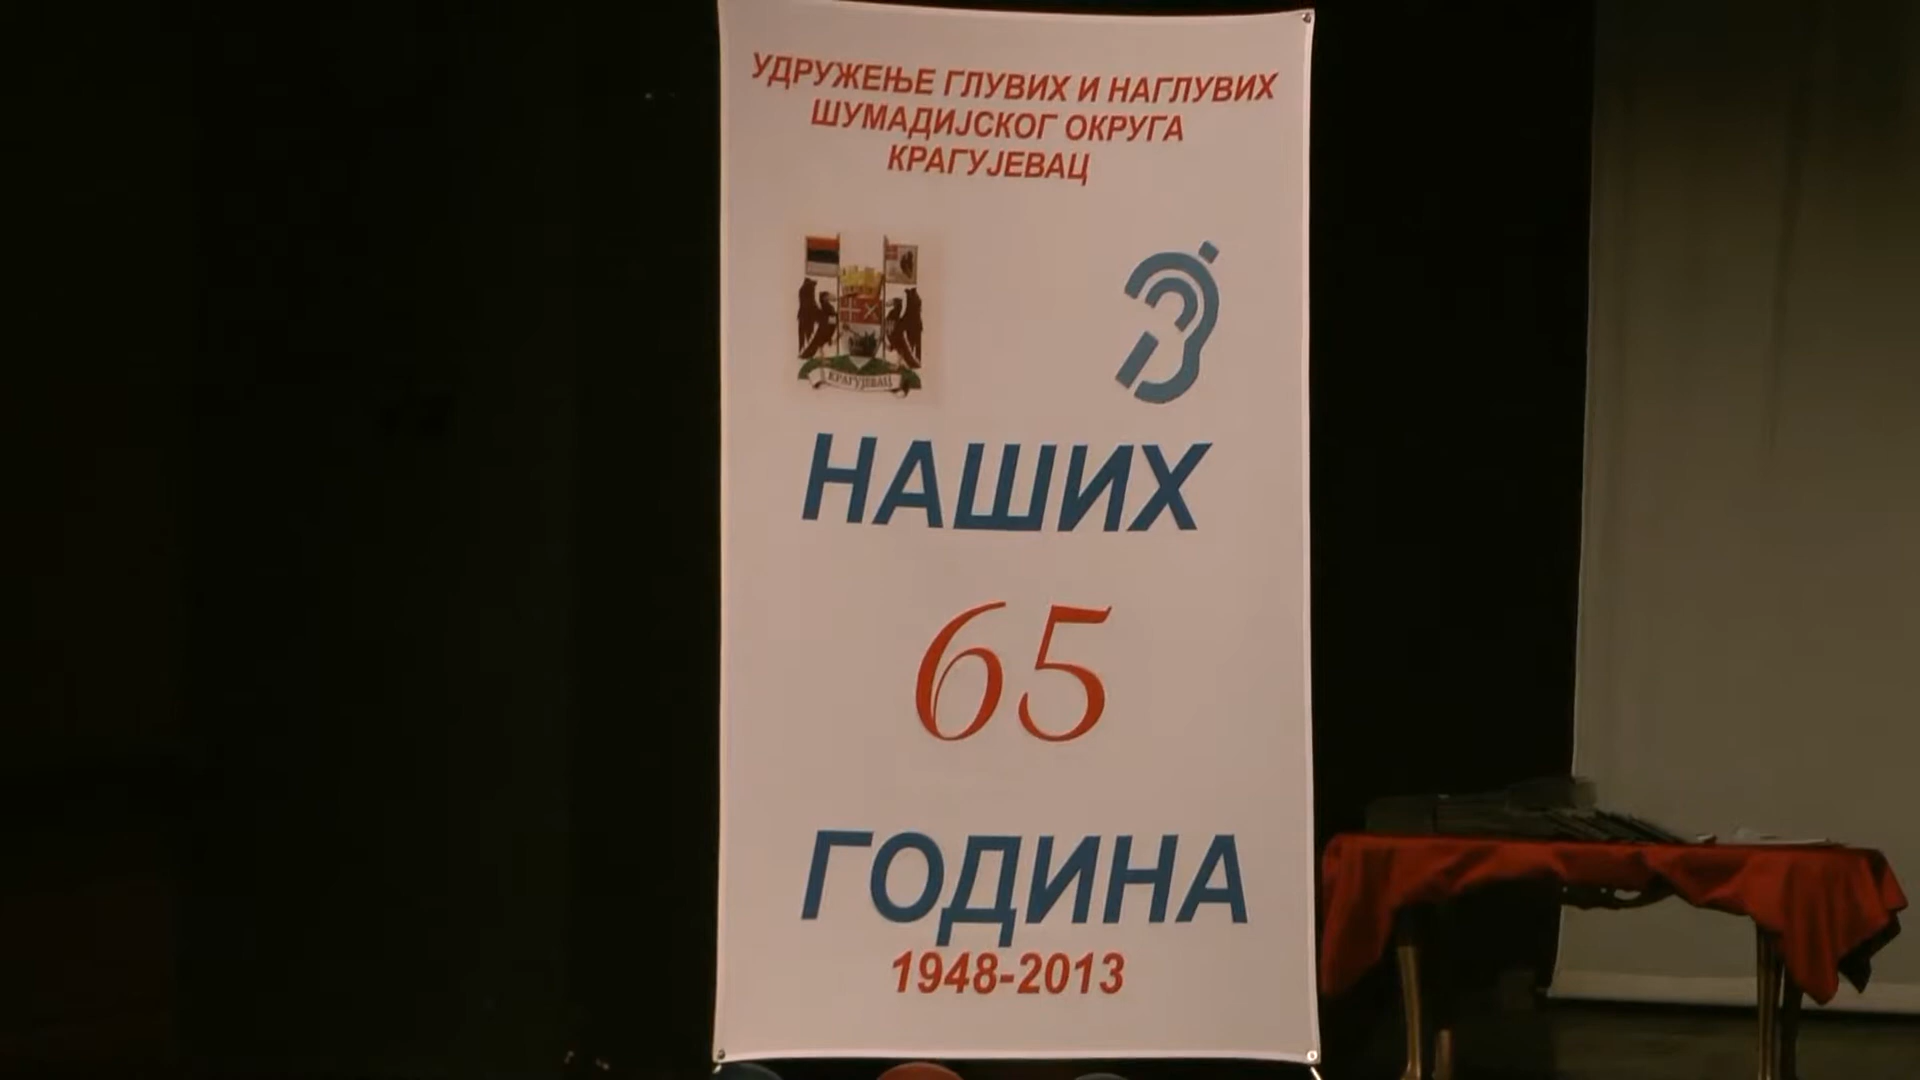 УДРУЖЕЊЕ ГЛУВИХ И НАГЛУВИХ
ШУМАДИЈСКОГ ОКРУГА
КРАГУЈЕВАЦ
КРАГУЈЕВАЦ
НАШИХ
65
ГОДИНА
1948-2013